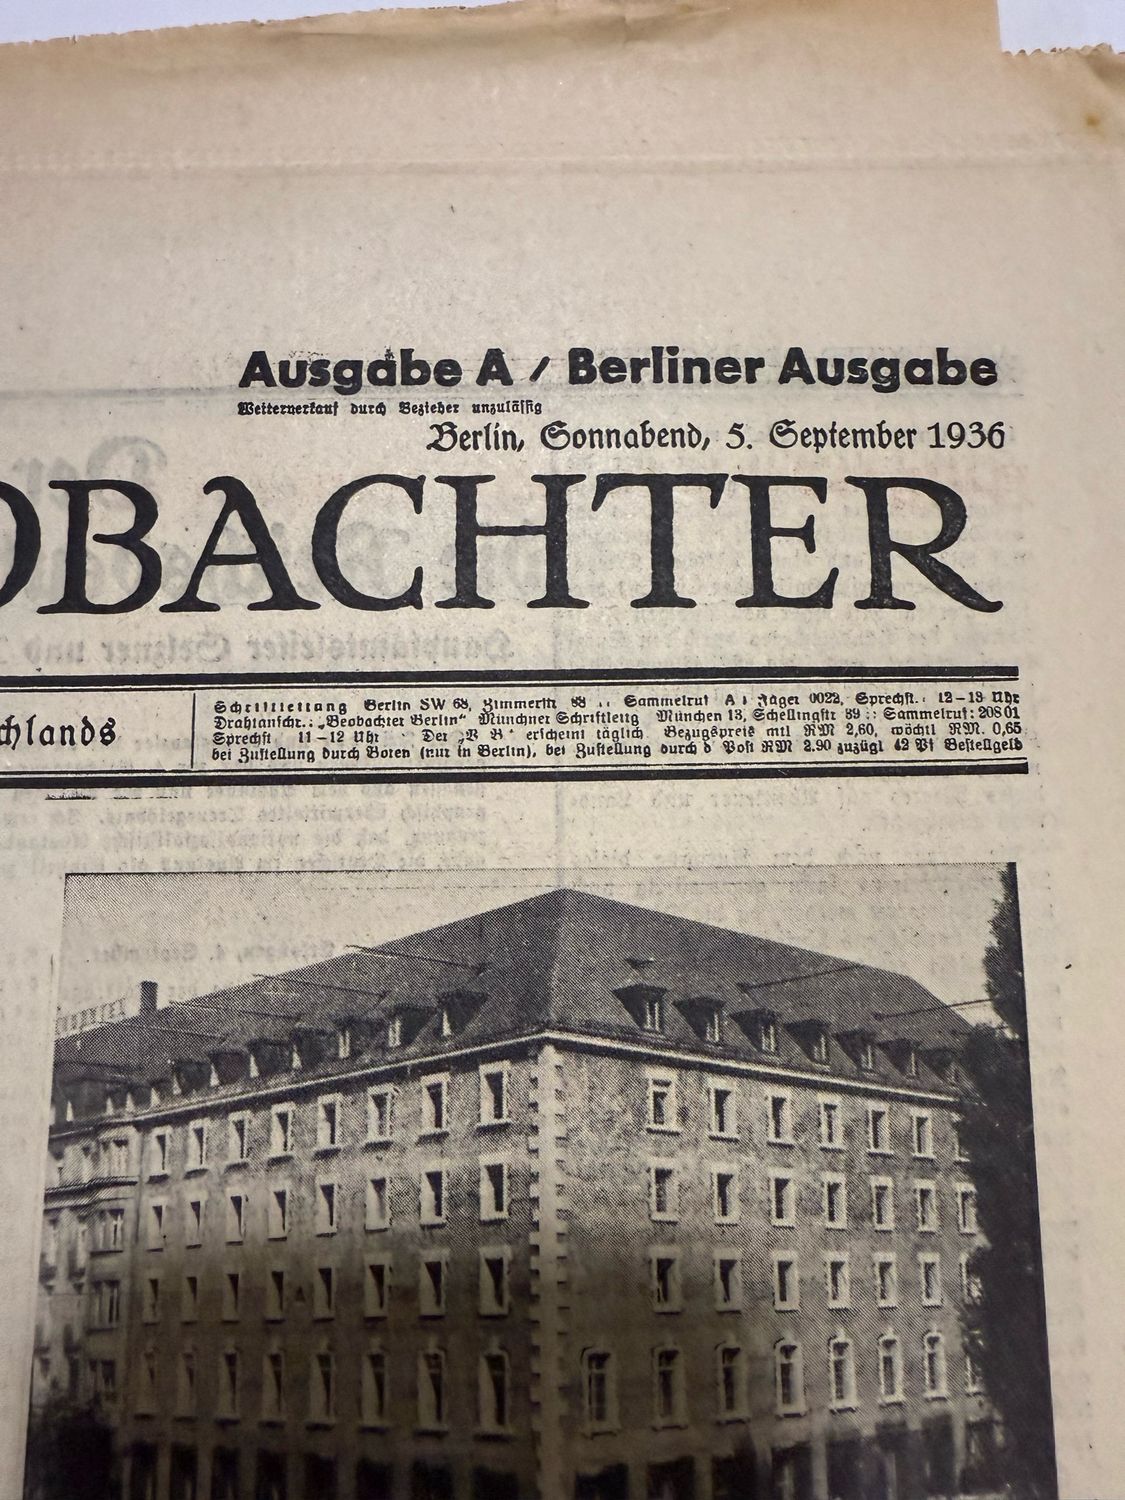 Ausgabe A / Berliner Ausgabe
Weiterverkauf durch Bezieher unzulässig
Berlin, Sonnabend, 5. September 1936
OBACHTER
chlands
Schriftleitung Berlin SW 68, Zimmerstr 88 .. Sammelruf A 1 Jäger 0022, Sprechst.: 12–13 Uhr
Drahtanschr.: „Beobachter Berlin“ Münchner Schriftleitg München 13, Schellingstr 39 :: Sammelruf: 20801
Sprechst 11–12 Uhr Der „V B“ erscheint täglich Bezugspreis mtl RM 2,60, wöchtl RM. 0,65
bei Zustellung durch Boten (nur in Berlin), bei Zustellung durch d Post RM 2.90 zuzügl 42 Pf Bestellgeld